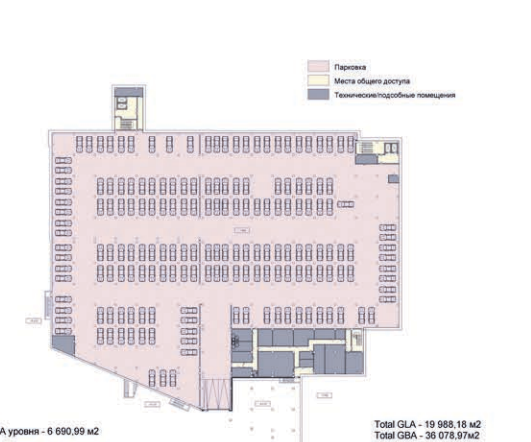 Парковка
Места общего доступа
Технические/подсобные помещения
А уровня - 6 690,99 м2
Total GLA - 19 988,18 м2
Total GBA - 36 078,97м2